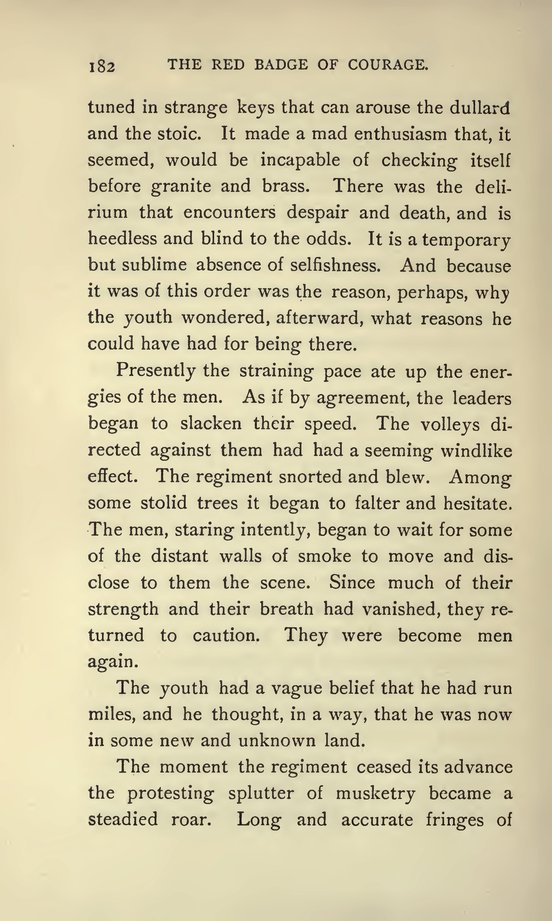 182 THE RED BADGE OF COURAGE.
tuned in strange keys that can arouse the dullard
and the stoic. It made a mad enthusiasm that, it
seemed, would be incapable of checking itself
before granite and brass. There was the deli-
rium that encounters despair and death, and is
heedless and blind to the odds. It is a temporary
but sublime absence of selfishness. And because
it was of this order was the reason, perhaps, why
the youth wondered, afterward, what reasons he
could have had for being there.
Presently the straining pace ate up the ener-
gies of the men. As if by agreement, the leaders
began to slacken their speed. The volleys di-
rected against them had had a seeming windlike
effect. The regiment snorted and blew. Among
some stolid trees it began to falter and hesitate.
The men, staring intently, began to wait for some
of the distant walls of smoke to move and dis-
close to them the scene. Since much of their
strength and their breath had vanished, they re-
turned to caution. They were become men
again.
The youth had a vague belief that he had run
miles, and he thought, in a way, that he was now
in some new and unknown land.
The moment the regiment ceased its advance
the protesting splutter of musketry became a
steadied roar. Long and accurate fringes of